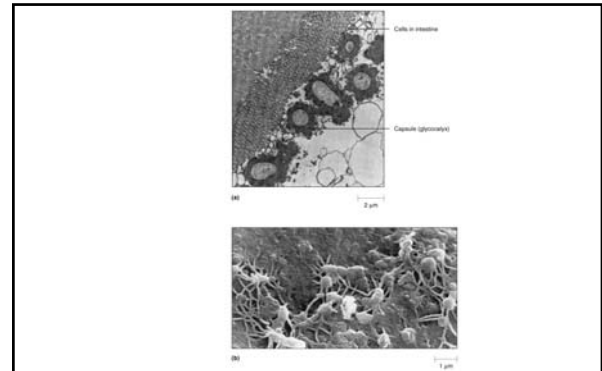 Cells in intestine
Capsule (glycocalyx)
(a)
2 µm
(b)
1 µm